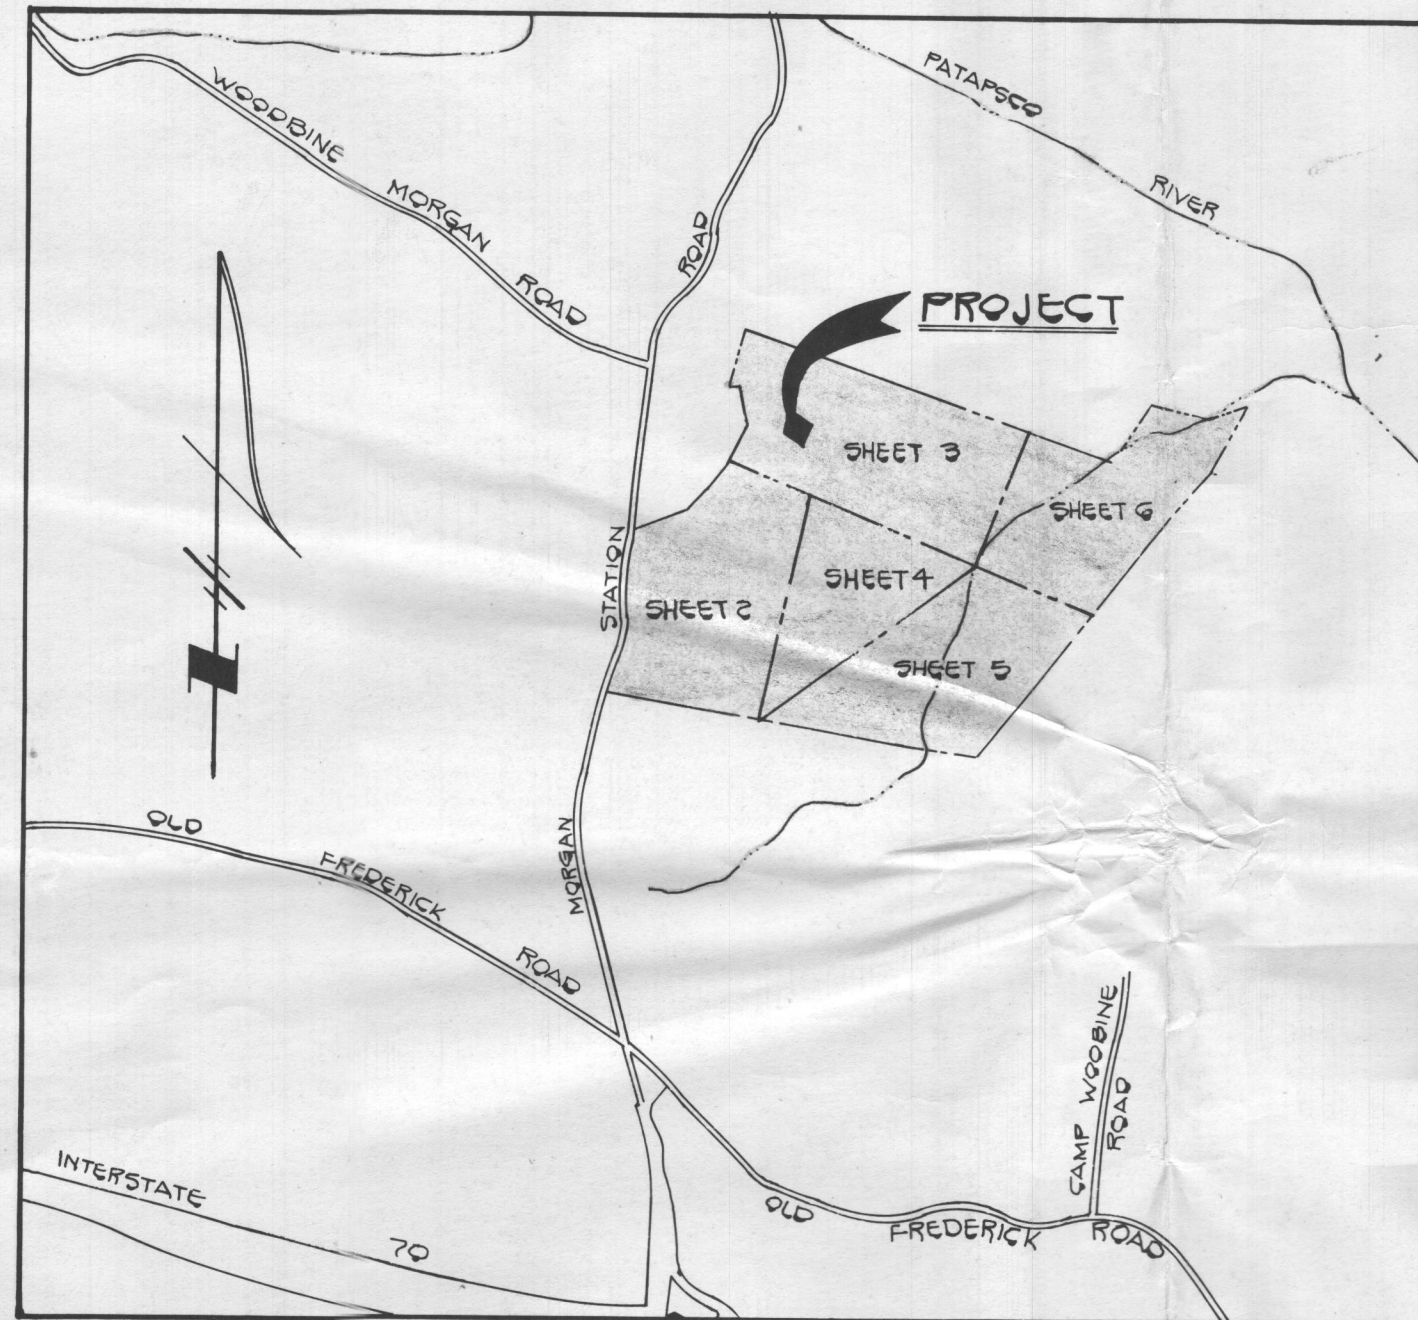 WOODBINE MORGAN ROAD
PATAPSCO RIVER
ROAD
PROJECT
SHEET 3
SHEET 6
STATION
SHEET 4
SHEET 2
SHEET 5
MORGAN
OLD FREDERICK ROAD
CAMP WOOBINE
ROAD
INTERSTATE 70
OLD FREDERICK ROAD